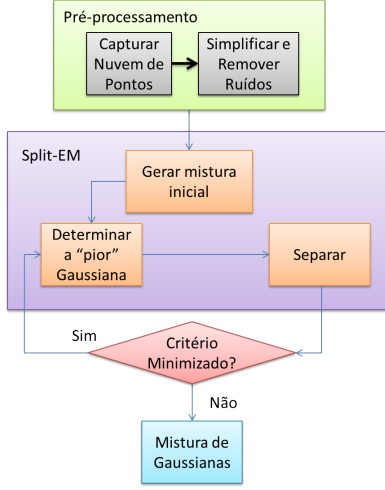 Pré-processamento
Capturar
Nuvem de
Pontos
Simplificar e
Remover
Ruídos
Split-EM
Gerar mistura
inicial
Determinar
a “pior”
Gaussiana
Separar
Sim
Critério
Minimizado?
Não
Mistura de
Gaussianas